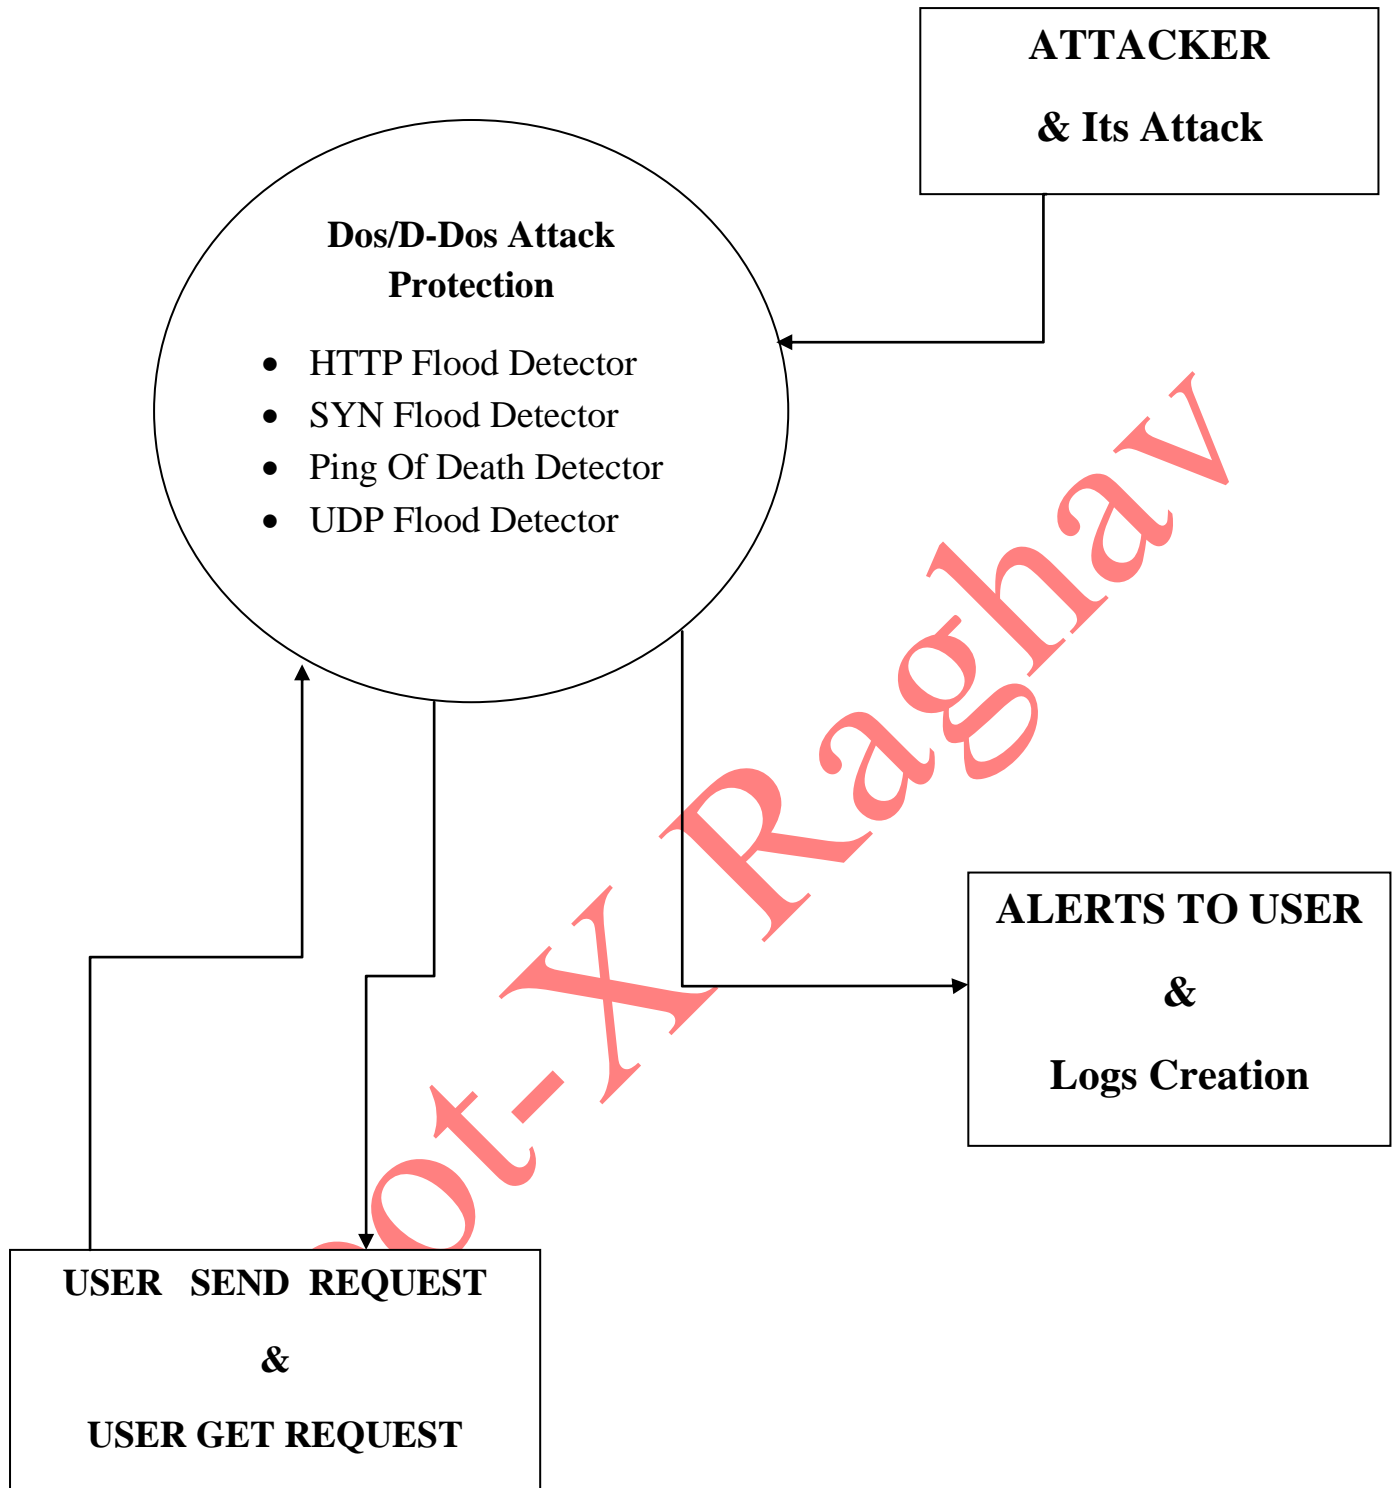 ATTACKER
& Its Attack
Dos/D-Dos Attack
Protection
• HTTP Flood Detector
• SYN Flood Detector
• Ping Of Death Detector
• UDP Flood Detector
ALERTS TO USER
&
Logs Creation
USER SEND REQUEST
&
USER GET REQUEST
ot-X Raghav